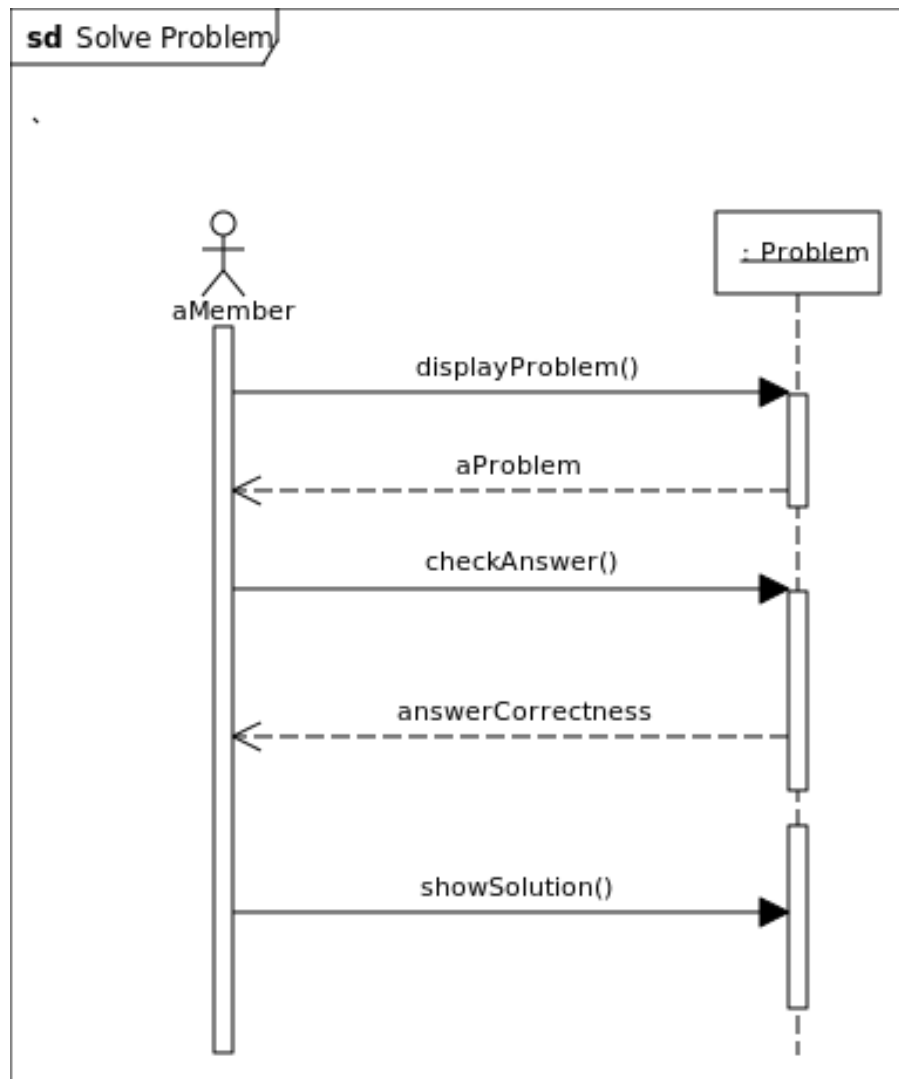 sd Solve Problem
`
aMember
: Problem
displayProblem()
aProblem
checkAnswer()
answerCorrectness
showSolution()